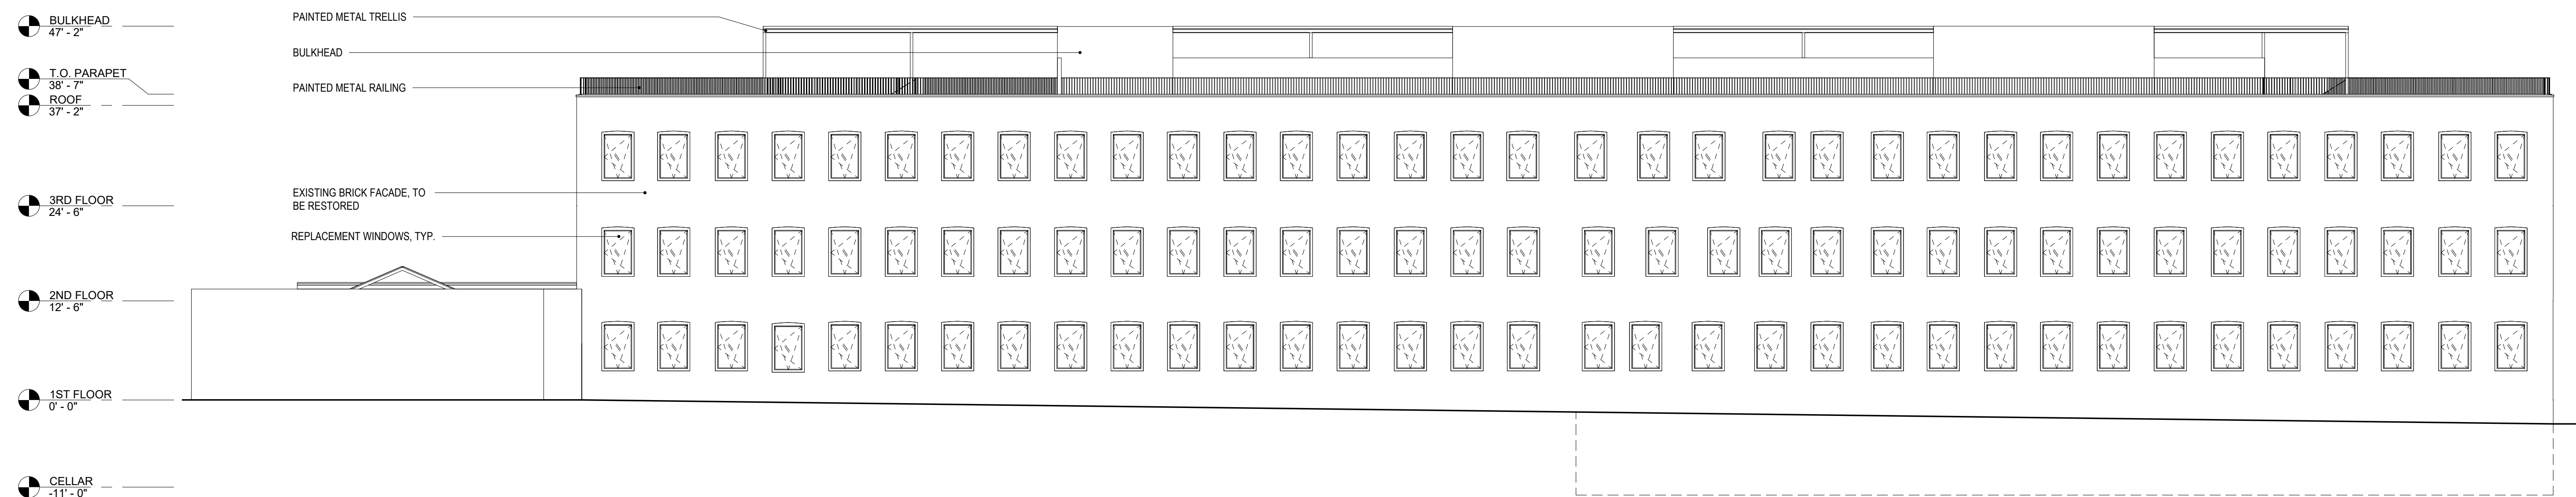 BULKHEAD
47' - 2"
T.O. PARAPET
38' - 7"
ROOF
37' - 2"
3RD FLOOR
24' - 6"
2ND FLOOR
12' - 6"
1ST FLOOR
0' - 0"
CELLAR
-11' - 0"
PAINTED METAL TRELLIS
BULKHEAD
PAINTED METAL RAILING
EXISTING BRICK FACADE, TO
BE RESTORED
REPLACEMENT WINDOWS, TYP.